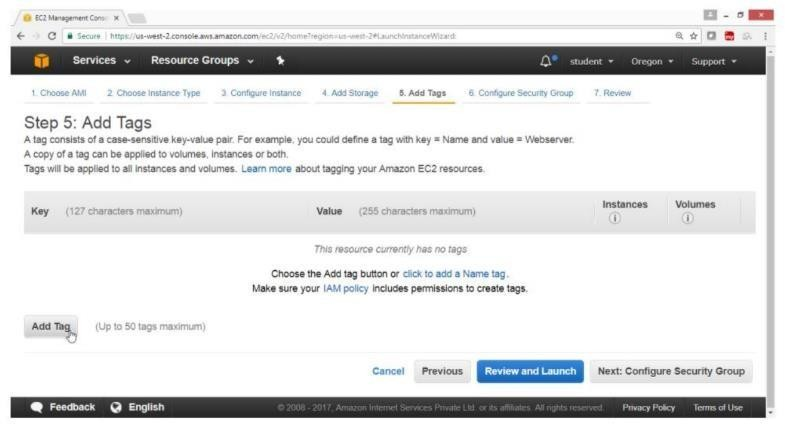 EC2 Management Consol
Secure | https://us-west-2.console.aws.amazon.com/ec2/v2/home?region=us-west-2#LaunchInstanceWizard:
Services Resource Groups student Oregon Support
1. Choose AMI 2. Choose Instance Type 3. Configure Instance 4. Add Storage 5. Add Tags 6. Configure Security Group 7. Review
Step 5: Add Tags
A tag consists of a case-sensitive key-value pair. For example, you could define a tag with key = Name and value = Webserver.
A copy of a tag can be applied to volumes, instances or both.
Tags will be applied to all instances and volumes. Learn more about tagging your Amazon EC2 resources.
Key (127 characters maximum) Value (255 characters maximum) Instances Volumes
This resource currently has no tags
Choose the Add tag button or click to add a Name tag.
Make sure your IAM policy includes permissions to create tags.
Add Tag (Up to 50 tags maximum)
Cancel Previous Review and Launch Next: Configure Security Group
Feedback English © 2008 - 2017, Amazon Internet Services Private Ltd. or its affiliates. All rights reserved. Privacy Policy Terms of Use